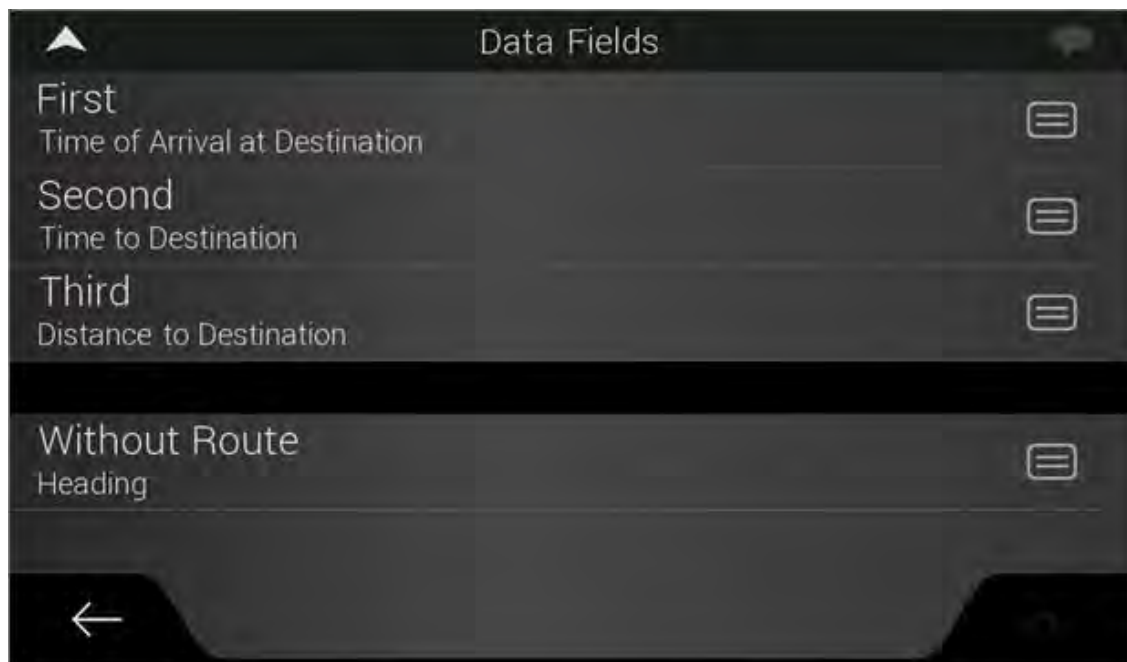 Data Fields
First
Time of Arrival at Destination
Second
Time to Destination
Third
Distance to Destination
Without Route
Heading